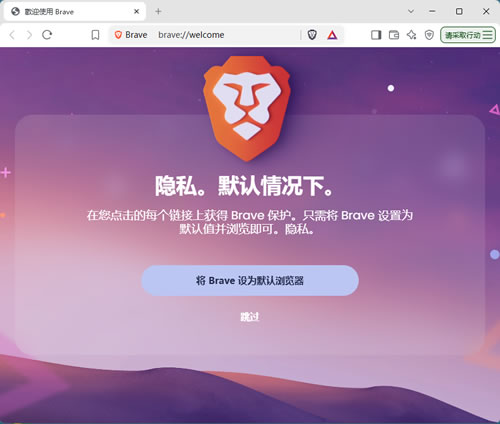 歡迎使用 Brave
Brave brave://welcome 请采取行动
隐私。默认情况下。
在您点击的每个链接上获得 Brave 保护。只需将 Brave 设置为
默认值并浏览即可。隐私。
将 Brave 设为默认浏览器
跳过